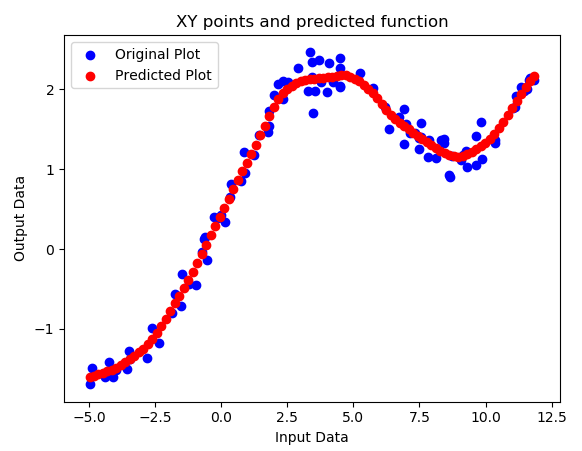 XY points and predicted function
Original Plot
Predicted Plot
Output Data
2
1
0
−1
−5.0 −2.5 0.0 2.5 5.0 7.5 10.0 12.5
Input Data